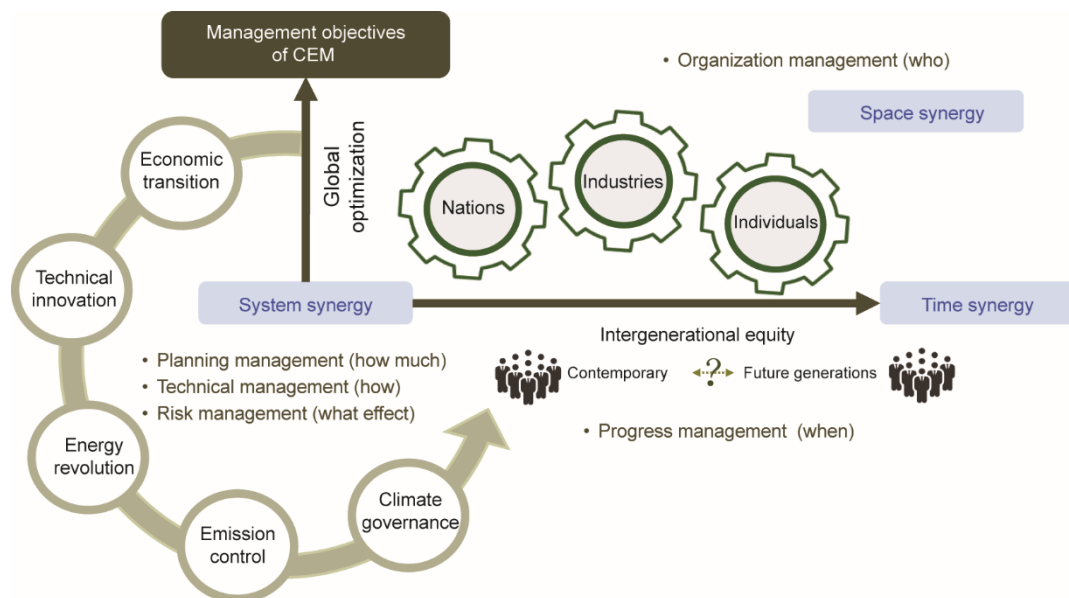 Management objectives
of CEM
• Organization management (who)
Space synergy
Economic
transition
Global
optimization
Nations
Industries
Individuals
Technical
innovation
System synergy
Time synergy
Intergenerational equity
• Planning management (how much)
• Technical management (how)
• Risk management (what effect)
Contemporary
?
Future generations
• Progress management (when)
Energy
revolution
Climate
governance
Emission
control